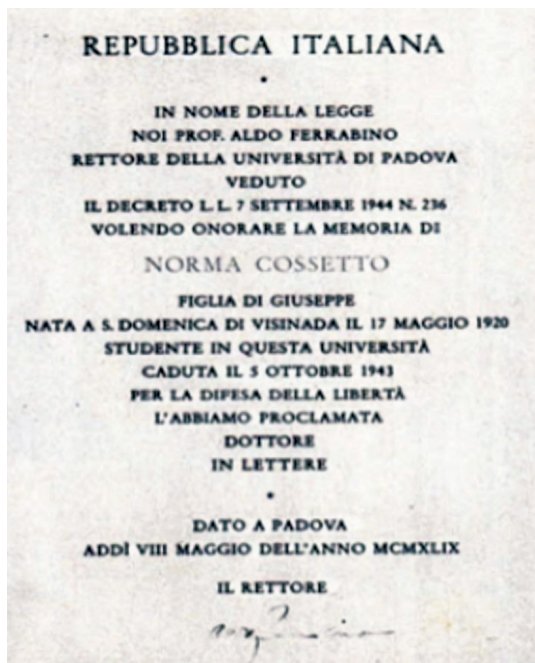 REPUBBLICA ITALIANA
IN NOME DELLA LEGGE
NOI PROF. ALDO FERRABINO
RETTORE DELLA UNIVERSITÀ DI PADOVA
VEDUTO
IL DECRETO L. L. 7 SETTEMBRE 1944 N. 236
VOLENDO ONORARE LA MEMORIA DI
NORMA COSSETTO
FIGLIA DI GIUSEPPE
NATA A S. DOMENICA DI VISINADA IL 17 MAGGIO 1920
STUDENTE IN QUESTA UNIVERSITÀ
CADUTA IL 5 OTTOBRE 1943
PER LA DIFESA DELLA LIBERTÀ
L'ABBIAMO PROCLAMATA
DOTTORE
IN LETTERE
DATO A PADOVA
ADDÌ VIII MAGGIO DELL'ANNO MCMXLIX
IL RETTORE